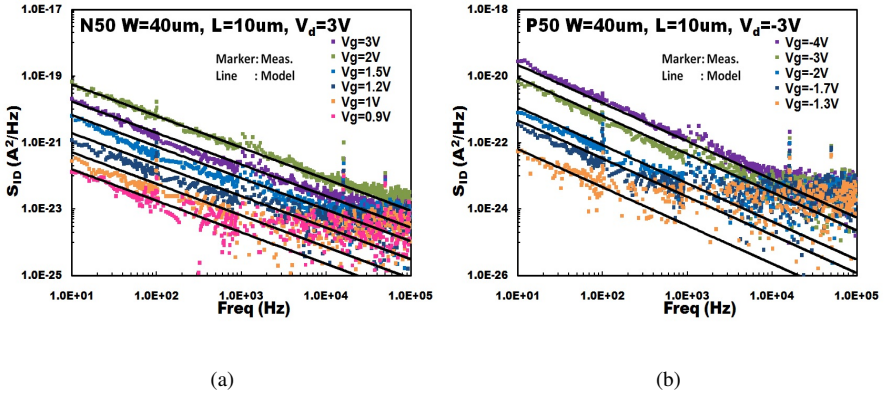 N50 W=40um, L=10um, Vd=3V
1.0E-17
1.0E-19
1.0E-21
1.0E-23
1.0E-25
SID (A²/Hz)
Marker: Meas.
Line : Model
Vg=3V
Vg=2V
Vg=1.5V
Vg=1.2V
Vg=1V
Vg=0.9V
1.0E+01 1.0E+02 1.0E+03 1.0E+04 1.0E+05
Freq (Hz)
(a)
P50 W=40um, L=10um, Vd=-3V
1.0E-18
1.0E-20
1.0E-22
1.0E-24
1.0E-26
SID (A²/Hz)
Marker: Meas.
Line : Model
Vg=-4V
Vg=-3V
Vg=-2V
Vg=-1.7V
Vg=-1.3V
1.0E+01 1.0E+02 1.0E+03 1.0E+04 1.0E+05
Freq (Hz)
(b)